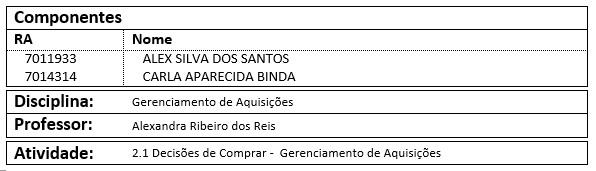 Componentes
RA Nome
7011933 ALEX SILVA DOS SANTOS
7014314 CARLA APARECIDA BINDA
Disciplina: Gerenciamento de Aquisições
Professor: Alexandra Ribeiro dos Reis
Atividade: 2.1 Decisões de Comprar - Gerenciamento de Aquisições